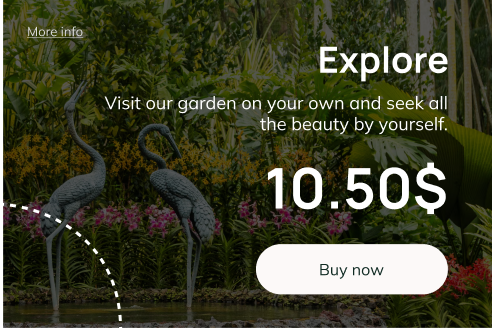 More info
Explore
Visit our garden on your own and seek all
the beauty by yourself.
10.50$
Buy now